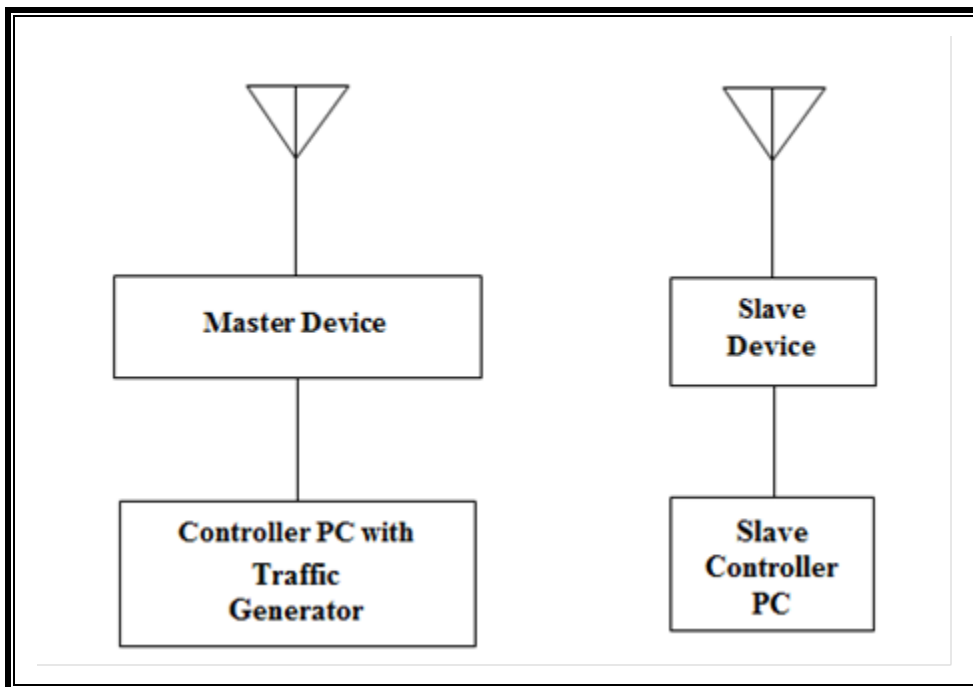 Master Device
Slave
Device
Controller PC with
Traffic
Generator
Slave
Controller
PC